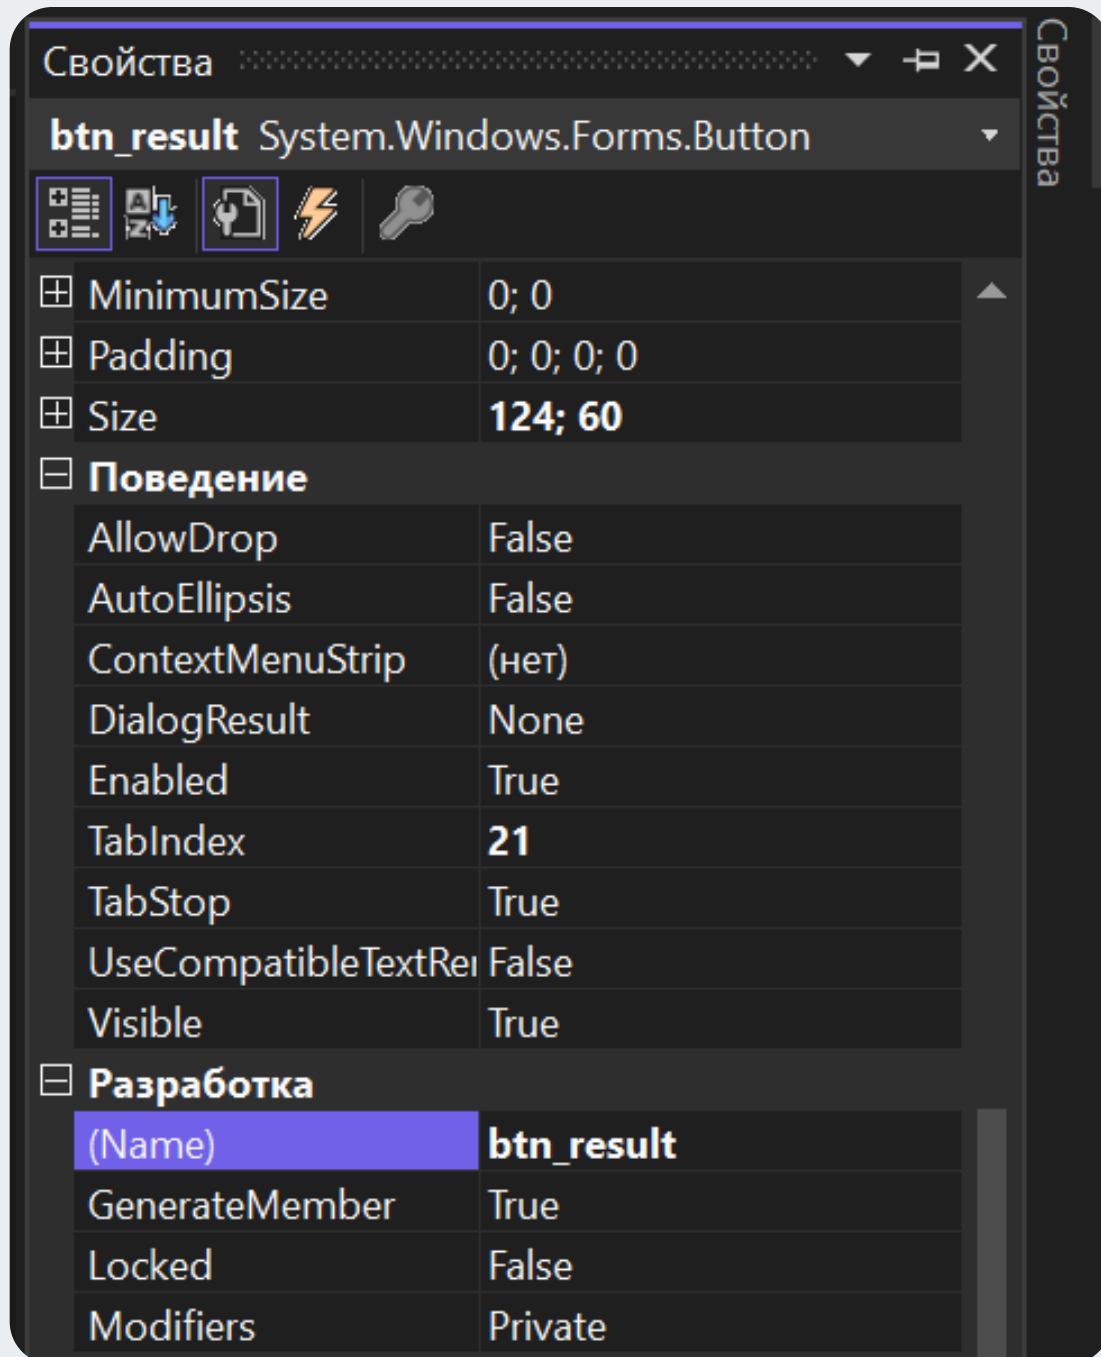 Свойства
btn_result System.Windows.Forms.Button
MinimumSize 0; 0
Padding 0; 0; 0; 0
Size 124; 60
Поведение
AllowDrop False
AutoEllipsis False
ContextMenuStrip (нет)
DialogResult None
Enabled True
TabIndex 21
TabStop True
UseCompatibleTextRei False
Visible True
Разработка
(Name) btn_result
GenerateMember True
Locked False
Modifiers Private
Свойства